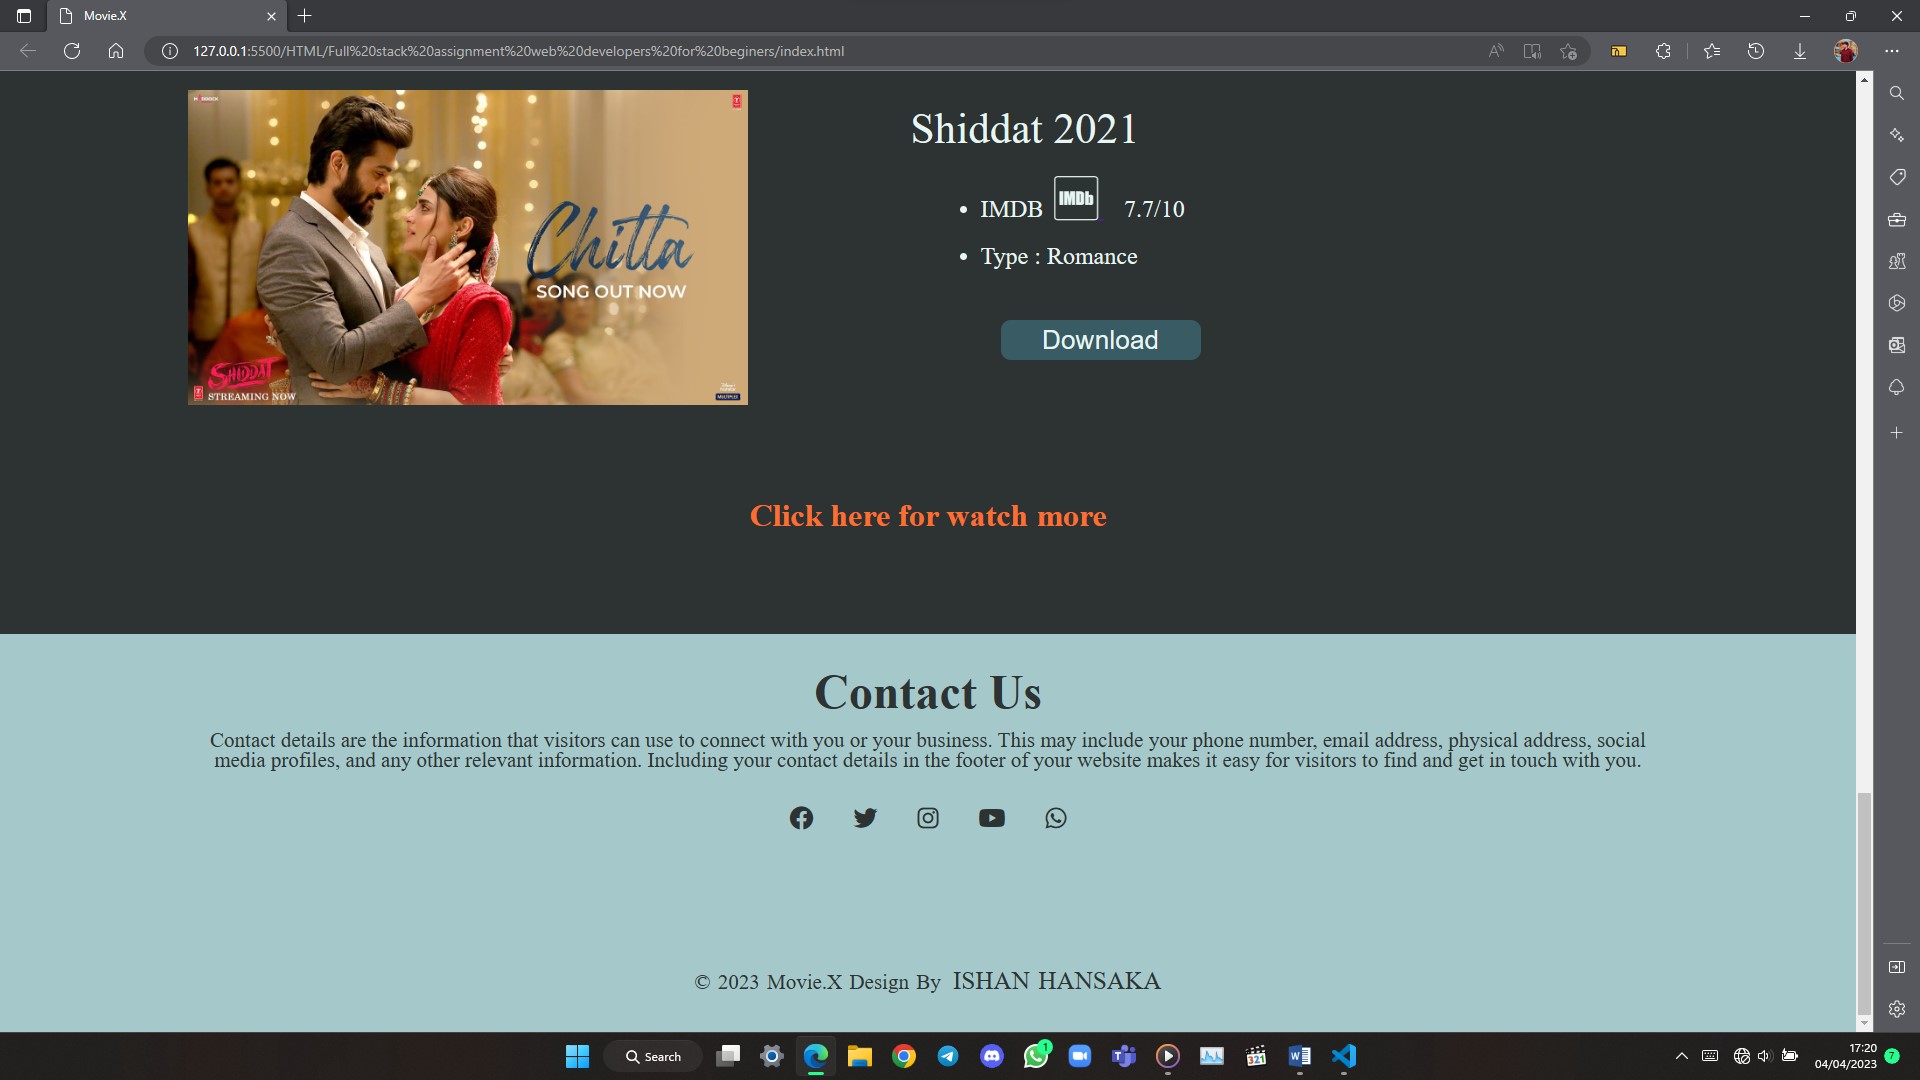 Movie.X
127.0.0.1:5500/HTML/Full%20stack%20assignment%20web%20developers%20for%20beginers/index.html
Shiddat 2021
IMDB IMDb 7.7/10
Type : Romance
Download
Chitta
SONG OUT NOW
SHIDDAT
STREAMING NOW
MULTIPLEX
Click here for watch more
Contact Us
Contact details are the information that visitors can use to connect with you or your business. This may include your phone number, email address, physical address, social
media profiles, and any other relevant information. Including your contact details in the footer of your website makes it easy for visitors to find and get in touch with you.
© 2023 Movie.X Design By ISHAN HANSAKA
Search
1
321
17:20
04/04/2023
7